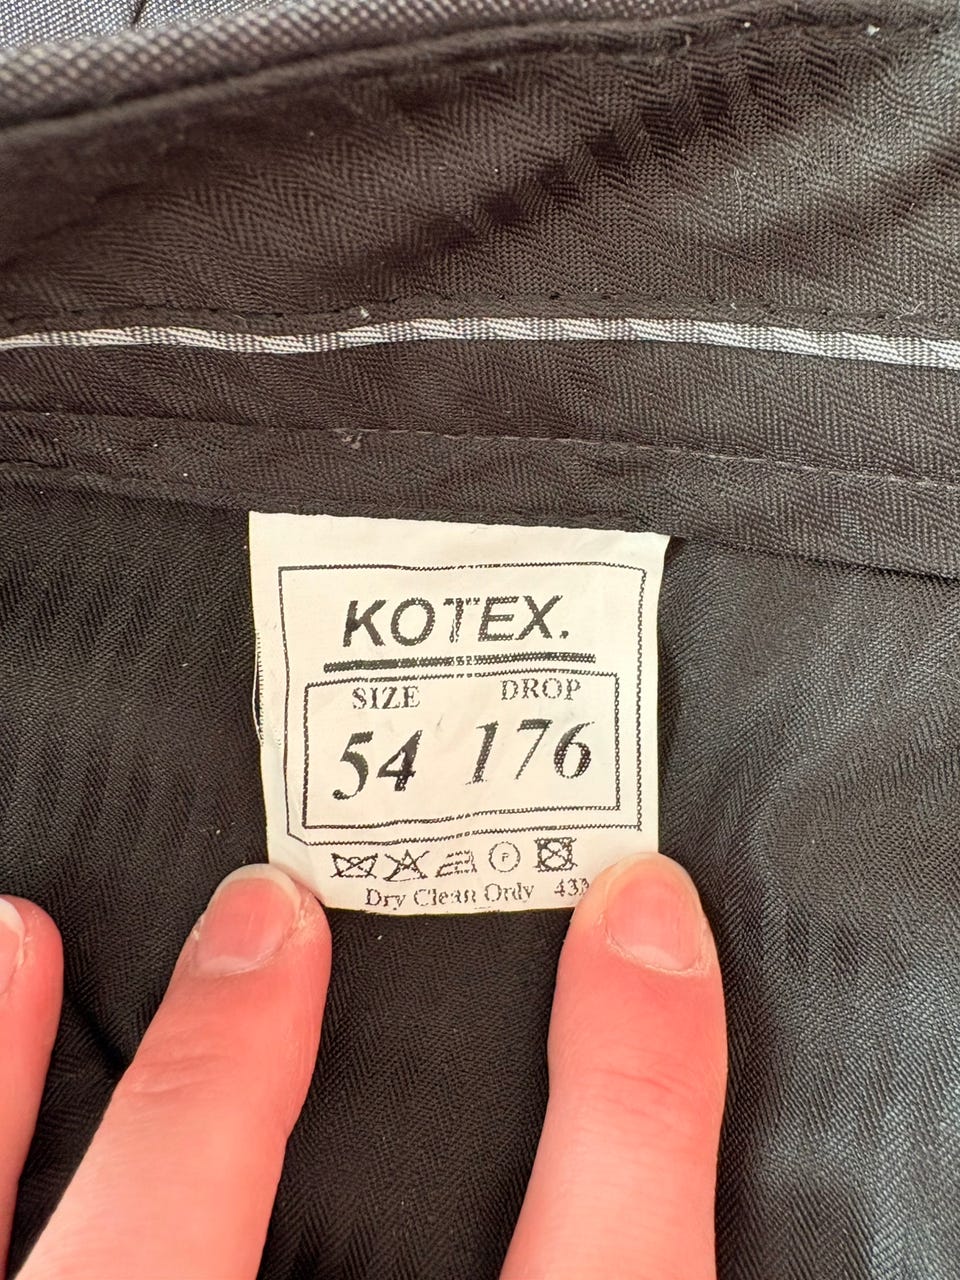 KOTEX.
SIZE DROP
54 176
P
Dry Clean Only